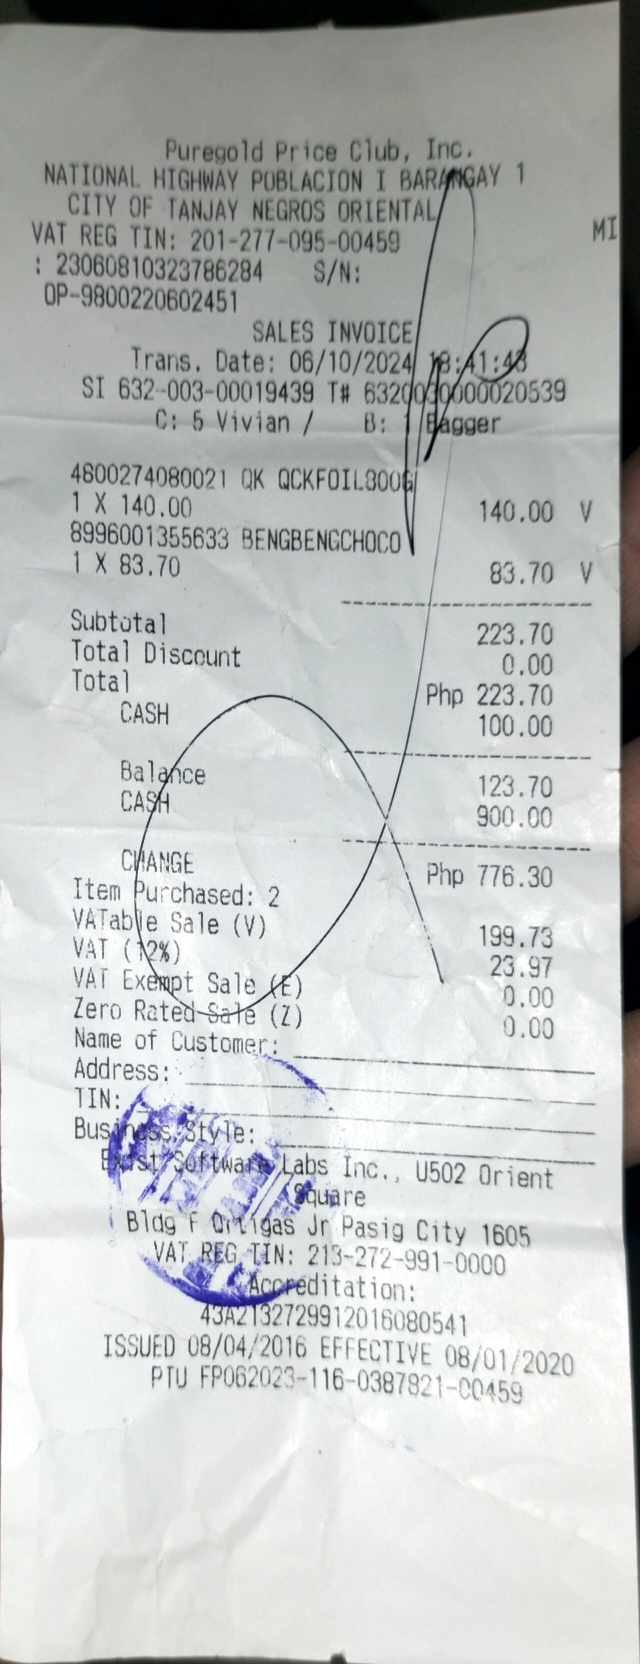 Puregold Price Club, Inc.
NATIONAL HIGHWAY POBLACION I BARANGAY 1
CITY OF TANJAY NEGROS ORIENTAL
VAT REG TIN: 201-277-095-00459 MI
: 23060810323786284 S/N:
OP-9800220602451
SALES INVOICE
Trans. Date: 06/10/2024 18:41:43
SI 632-003-00019439 T# 6320030000020539
C: 5 Vivian / B: 1 Bagger
4800274080021 QK QCKFOIL300G
1 X 140.00 140.00 V
8996001355633 BENGBENGCHOCO
1 X 83.70 83.70 V
Subtotal 223.70
Total Discount 0.00
Total Php 223.70
CASH 100.00
Balance 123.70
CASH 900.00
CHANGE Php 776.30
Item Purchased: 2
VATable Sale (V) 199.73
VAT (12%) 23.97
VAT Exempt Sale (E) 0.00
Zero Rated Sale (Z) 0.00
Name of Customer:
Address:
TIN:
Business Style:
Exist Software Labs Inc., U502 Orient
Square
Bldg F Ortigas Jr Pasig City 1605
VAT REG TIN: 213-272-991-0000
Accreditation:
43A2132729912016080541
ISSUED 08/04/2016 EFFECTIVE 08/01/2020
PTU FP062023-116-0387821-00459